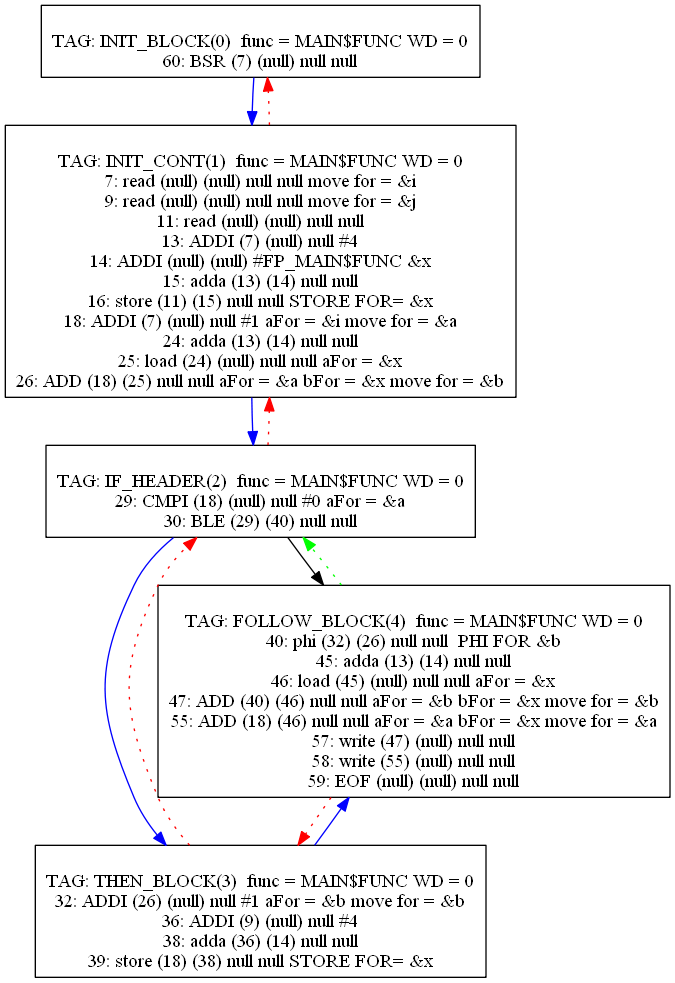 TAG: INIT_BLOCK(0)  func = MAIN$FUNC WD = 0
60: BSR (7) (null) null null
TAG: INIT_CONT(1)  func = MAIN$FUNC WD = 0
7: read (null) (null) null null move for = &i
9: read (null) (null) null null move for = &j
11: read (null) (null) null null
13: ADDI (7) (null) null #4
14: ADDI (null) (null) #FP_MAIN$FUNC &x
15: adda (13) (14) null null
16: store (11) (15) null null STORE FOR= &x
18: ADDI (7) (null) null #1 aFor = &i move for = &a
24: adda (13) (14) null null
25: load (24) (null) null null aFor = &x
26: ADD (18) (25) null null aFor = &a bFor = &x move for = &b
TAG: IF_HEADER(2)  func = MAIN$FUNC WD = 0
29: CMPI (18) (null) null #0 aFor = &a
30: BLE (29) (40) null null
TAG: FOLLOW_BLOCK(4)  func = MAIN$FUNC WD = 0
40: phi (32) (26) null null  PHI FOR &b
45: adda (13) (14) null null
46: load (45) (null) null null aFor = &x
47: ADD (40) (46) null null aFor = &b bFor = &x move for = &b
55: ADD (18) (46) null null aFor = &a bFor = &x move for = &a
57: write (47) (null) null null
58: write (55) (null) null null
59: EOF (null) (null) null null
TAG: THEN_BLOCK(3)  func = MAIN$FUNC WD = 0
32: ADDI (26) (null) null #1 aFor = &b move for = &b
36: ADDI (9) (null) null #4
38: adda (36) (14) null null
39: store (18) (38) null null STORE FOR= &x